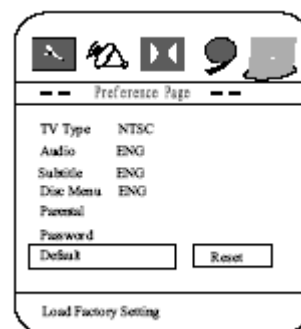 -- -- Preference Page -- --
TV Type NTSC
Audio ENG
Subtitle ENG
Disc Menu ENG
Parental
Password
Default Reset
Load Factory Setting